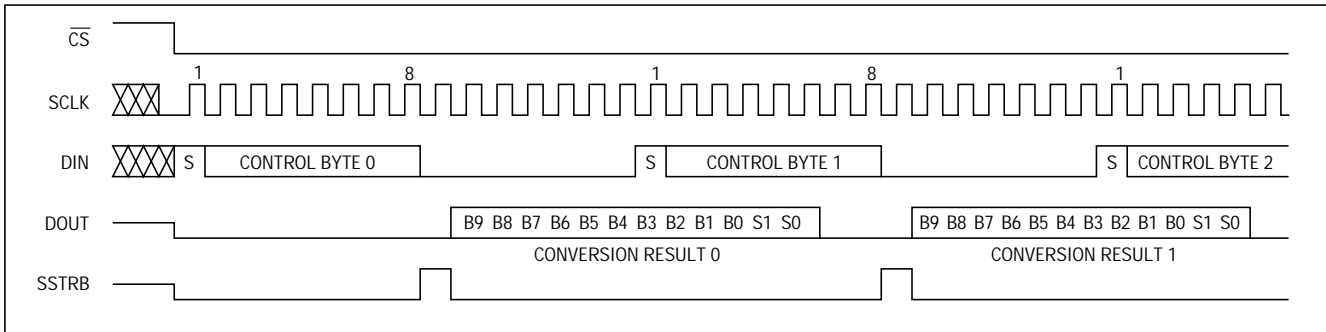 CS
1 8 1 8 1
SCLK
DIN S CONTROL BYTE 0 S CONTROL BYTE 1 S CONTROL BYTE 2
DOUT B9 B8 B7 B6 B5 B4 B3 B2 B1 B0 S1 S0 B9 B8 B7 B6 B5 B4 B3 B2 B1 B0 S1 S0
CONVERSION RESULT 0 CONVERSION RESULT 1
SSTRB